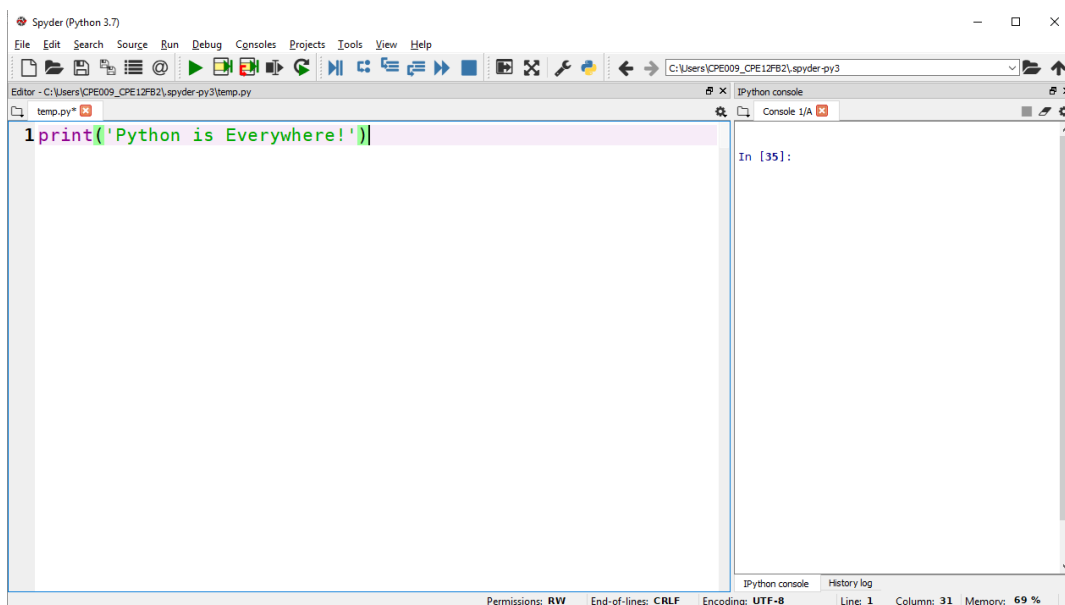 Spyder (Python 3.7)
File Edit Search Source Run Debug Consoles Projects Tools View Help
C:\Users\CPE009_CPE12FB2\.spyder-py3
Editor - C:\Users\CPE009_CPE12FB2\.spyder-py3\temp.py
IPython console
temp.py*
Console 1/A
1 print('Python is Everywhere!')
In [35]:
IPython console History log
Permissions: RW End-of-lines: CRLF Encoding: UTF-8 Line: 1 Column: 31 Memory: 69 %